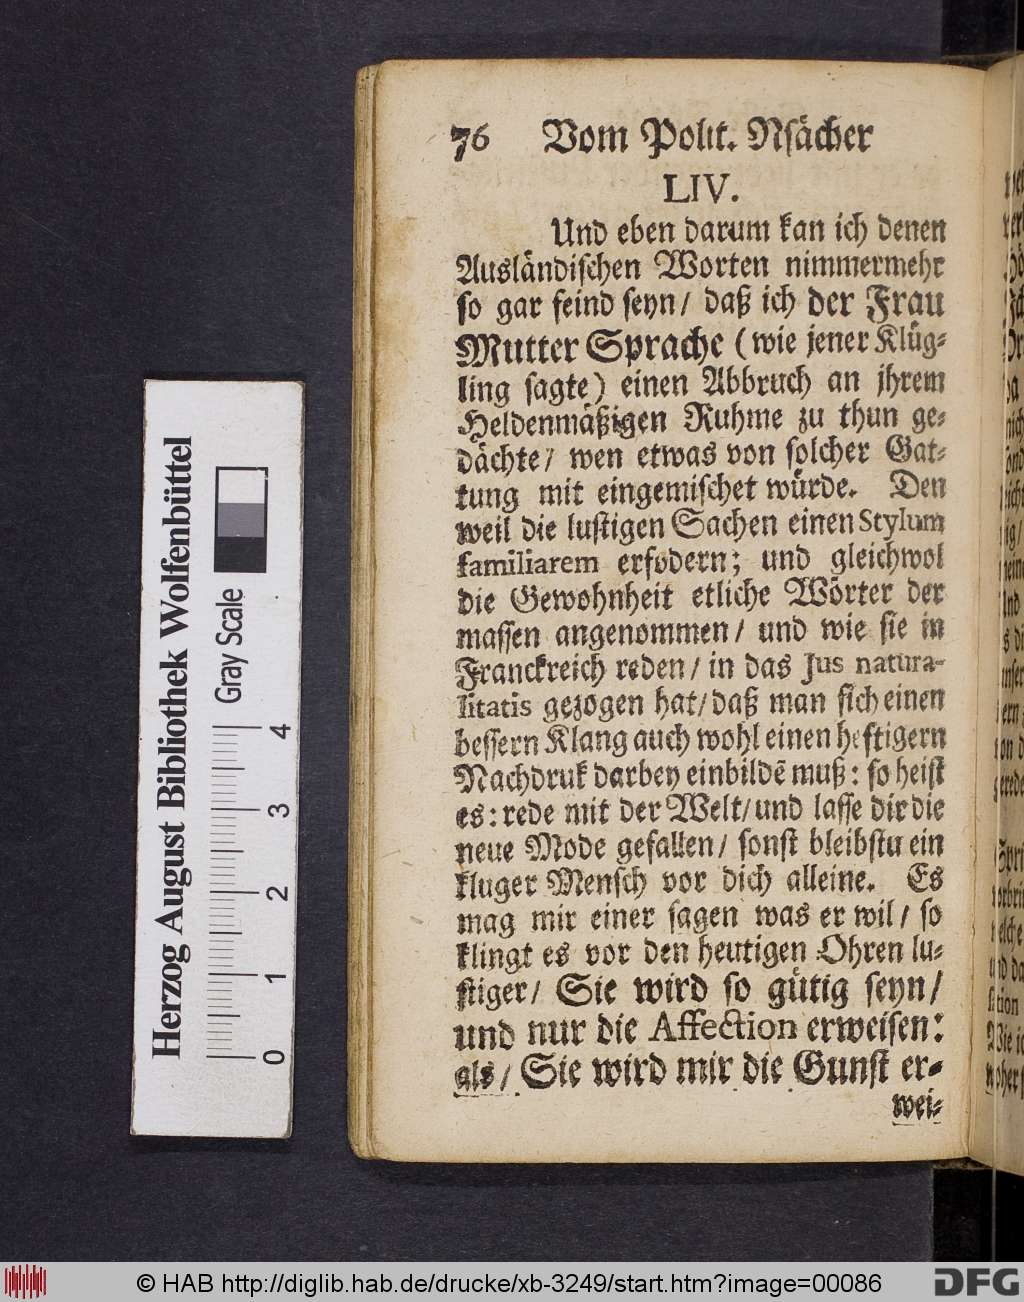 76 Vom Polit. Näscher
LIV.
Und eben darum kan ich denen
Ausländischen Worten nimmermehr
so gar feind seyn/ daß ich der Frau
Mutter Sprache (wie jener Klüg-
ling sagte) einen Abbruch an jhrem
Heldenmäßigen Ruhme zu thun ge-
dächte/ wen etwas von solcher Gat-
tung mit eingemischet würde. Den
weil die lustigen Sachen einen Stylum
familiarem erfodern; und gleichwol
die Gewohnheit etliche Wörter der
massen angenommen/ und wie sie in
Franckreich reden/ in das Jus natura-
litatis gezogen hat/ daß man sich einen
bessern Klang auch wohl einen heftigern
Nachdruk darbey einbildē muß: so heist
es: rede mit der Welt/ und lasse dir die
neue Mode gefallen/ sonst bleibstu ein
kluger Mensch vor dich alleine. Es
mag mir einer sagen was er wil/ so
klingt es vor den heutigen Ohren lu-
stiger/ Sie wird so gütig seyn/
und nur die Affection erweisen:
als/ Sie wird mir die Gunst er-
wei-
Herzog August Bibliothek Wolfenbüttel
Gray Scale
0 1 2 3 4
© HAB http://diglib.hab.de/drucke/xb-3249/start.htm?image=00086
DFG